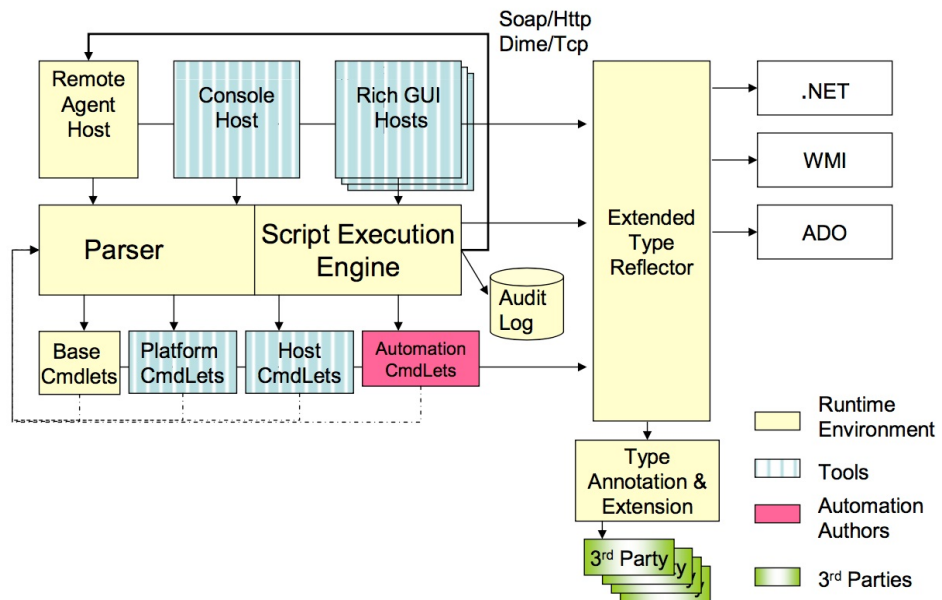 Soap/Http
Dime/Tcp
Remote
Agent
Host
Console
Host
Rich GUI
Hosts
.NET
WMI
ADO
Extended
Type
Reflector
Parser
Script Execution
Engine
Audit
Log
Base
Cmdlets
Platform
CmdLets
Host
CmdLets
Automation
CmdLets
Type
Annotation &
Extension
3rd Party
Runtime
Environment
Tools
Automation
Authors
3rd Parties